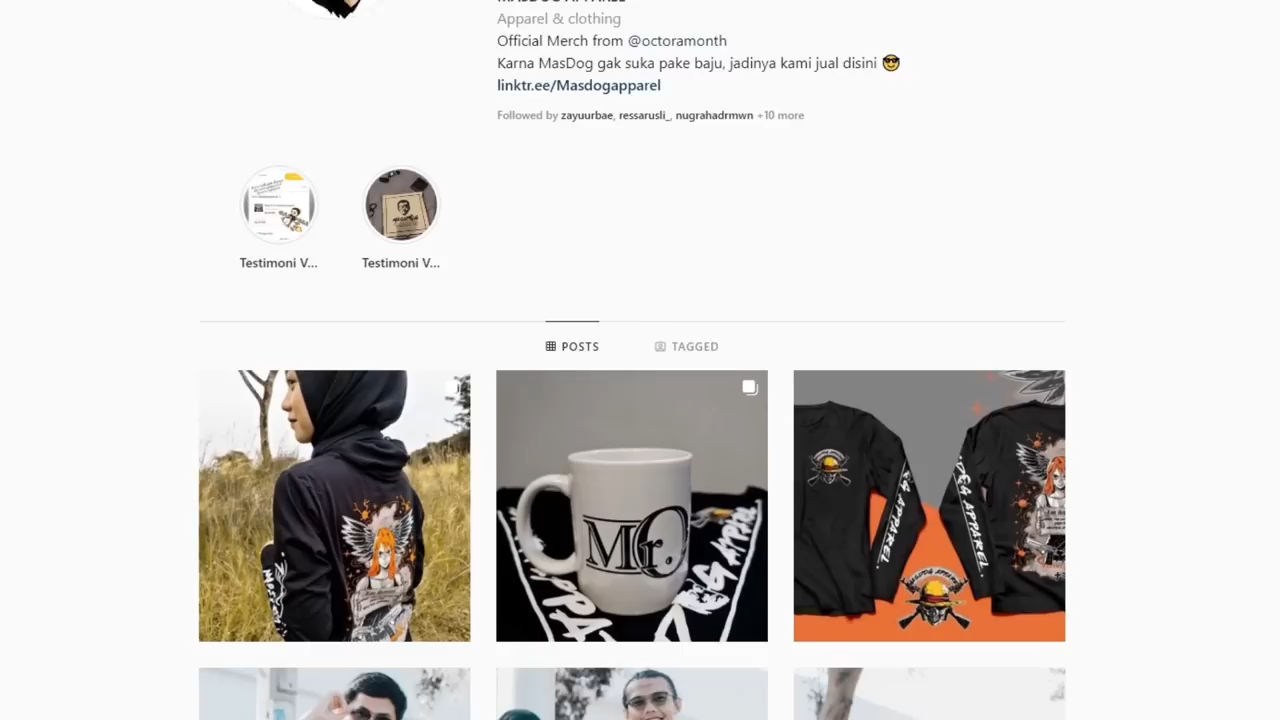 Apparel & clothing
Official Merch from @octoramonth
Karna MasDog gak suka pake baju, jadinya kami jual disini 😎
linktr.ee/Masdogapparel
Followed by zayuurbae, ressarusli_, nugrahadrmwn +10 more
Testimoni V... Testimoni V...
POSTS TAGGED
Mr.O